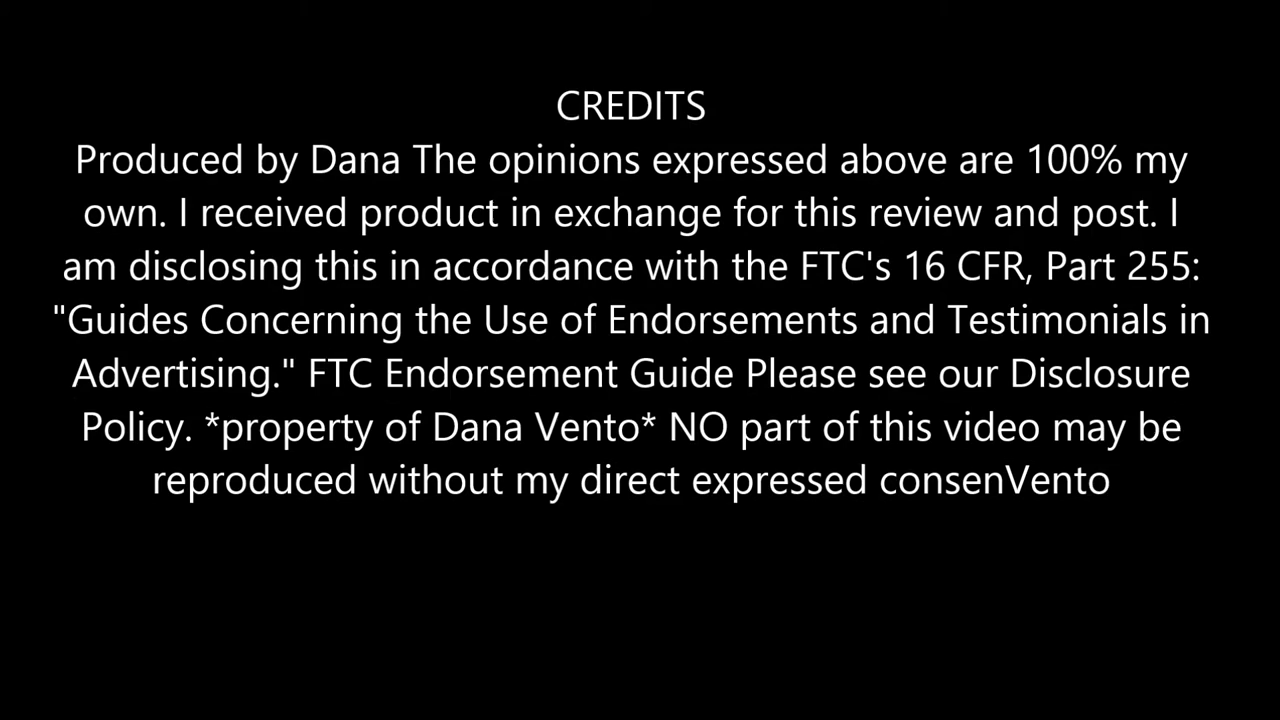 CREDITS
Produced by Dana The opinions expressed above are 100% my
own. I received product in exchange for this review and post. I
am disclosing this in accordance with the FTC's 16 CFR, Part 255:
"Guides Concerning the Use of Endorsements and Testimonials in
Advertising." FTC Endorsement Guide Please see our Disclosure
Policy. *property of Dana Vento* NO part of this video may be
reproduced without my direct expressed consenVento